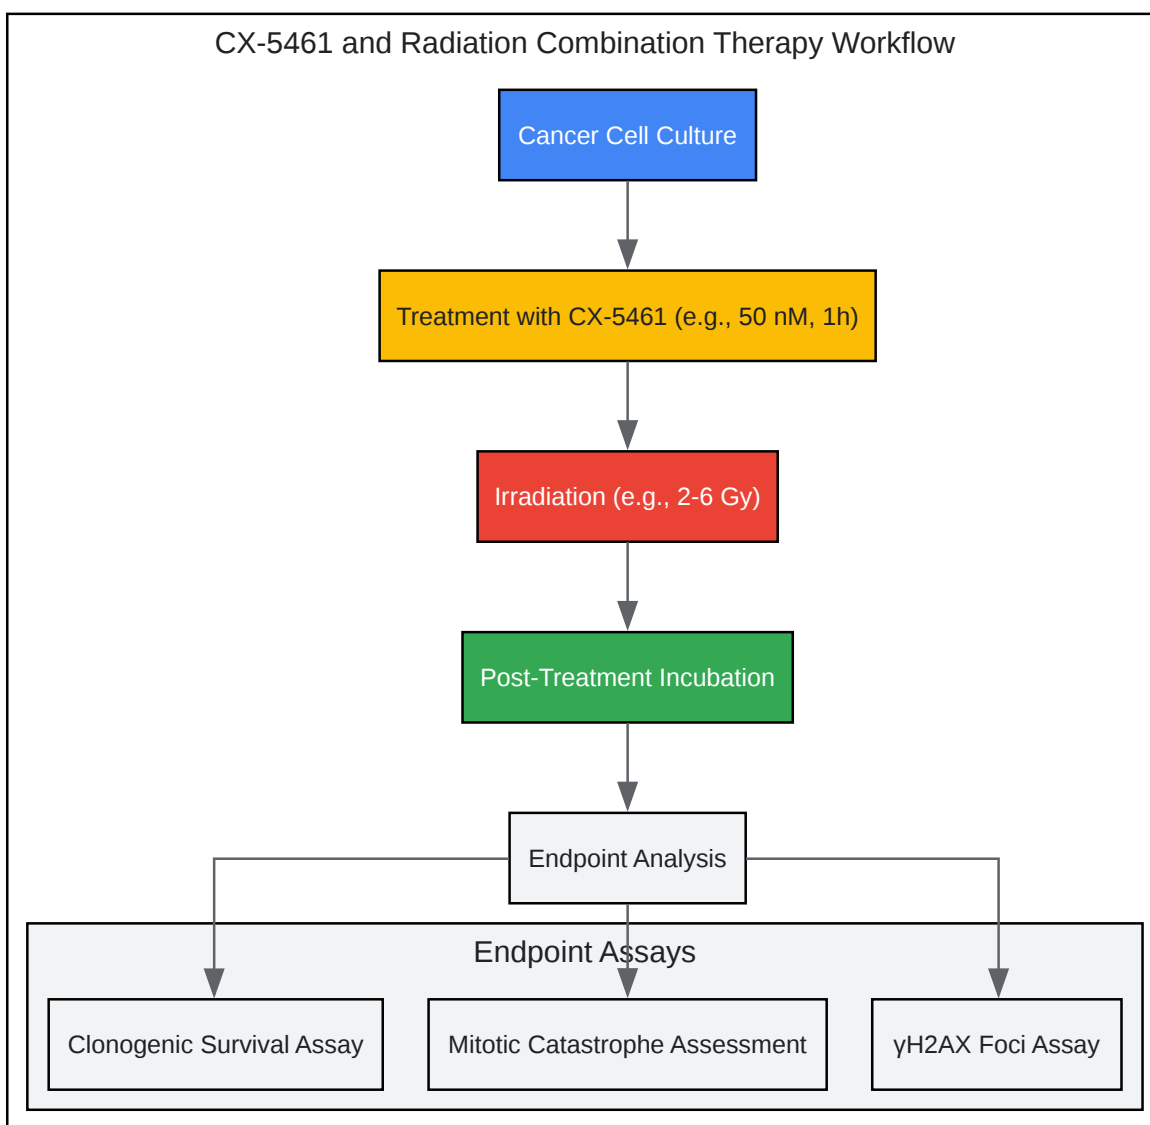 CX-5461 and Radiation Combination Therapy Workflow
Cancer Cell Culture
Treatment with CX-5461 (e.g., 50 nM, 1h)
Irradiation (e.g., 2-6 Gy)
Post-Treatment Incubation
Endpoint Analysis
Endpoint Assays
Clonogenic Survival Assay
Mitotic Catastrophe Assessment
γH2AX Foci Assay